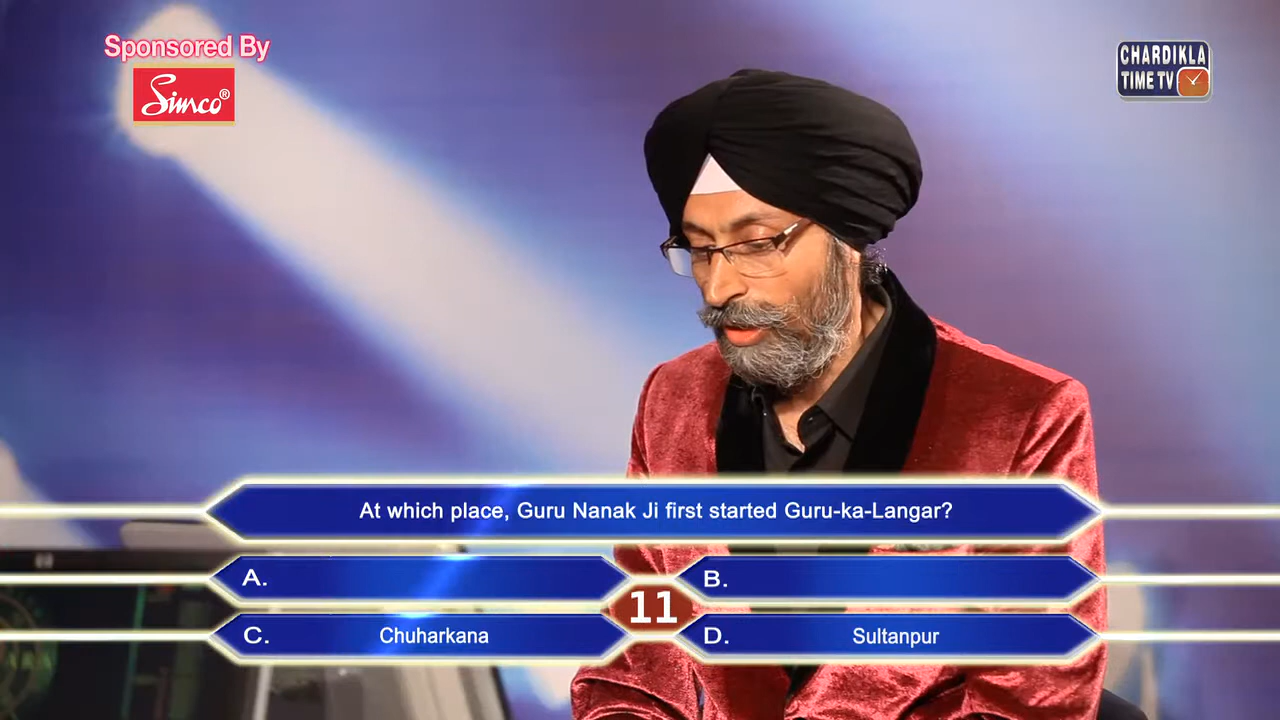 Sponsored By
Simco®
CHARDIKLA
TIME TV
At which place, Guru Nanak Ji first started Guru-ka-Langar?
A.
B.
11
C. Chuharkana
D. Sultanpur